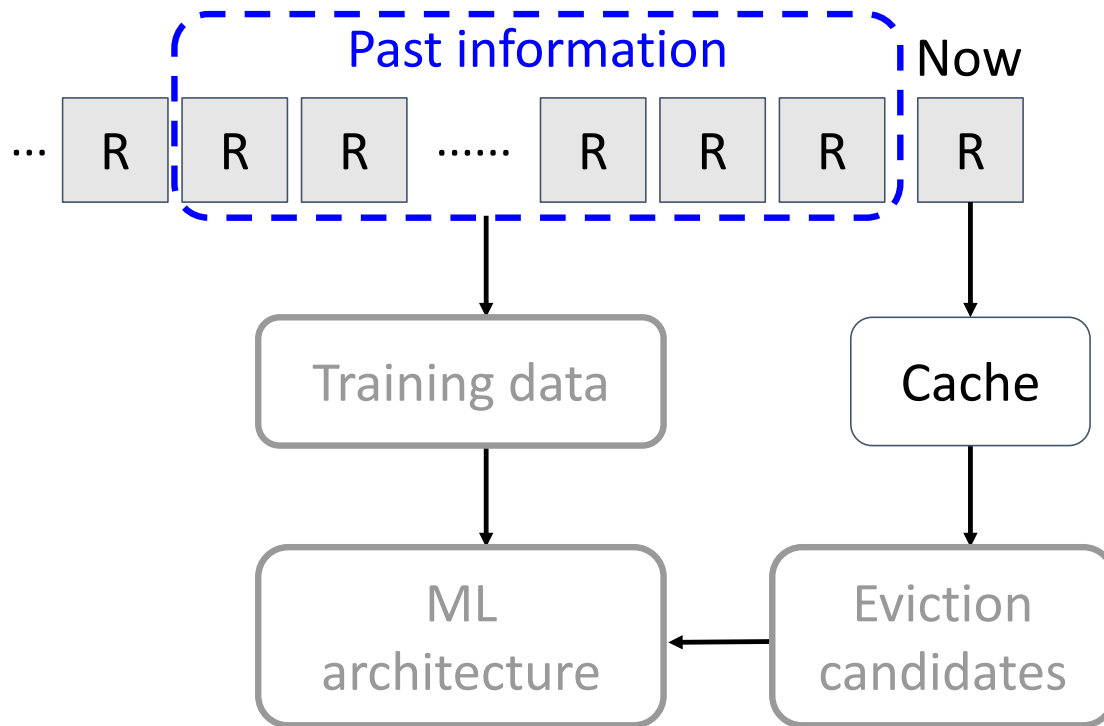 Past information
Now
... R R R ...... R R R R
Training data
Cache
ML
architecture
Eviction
candidates